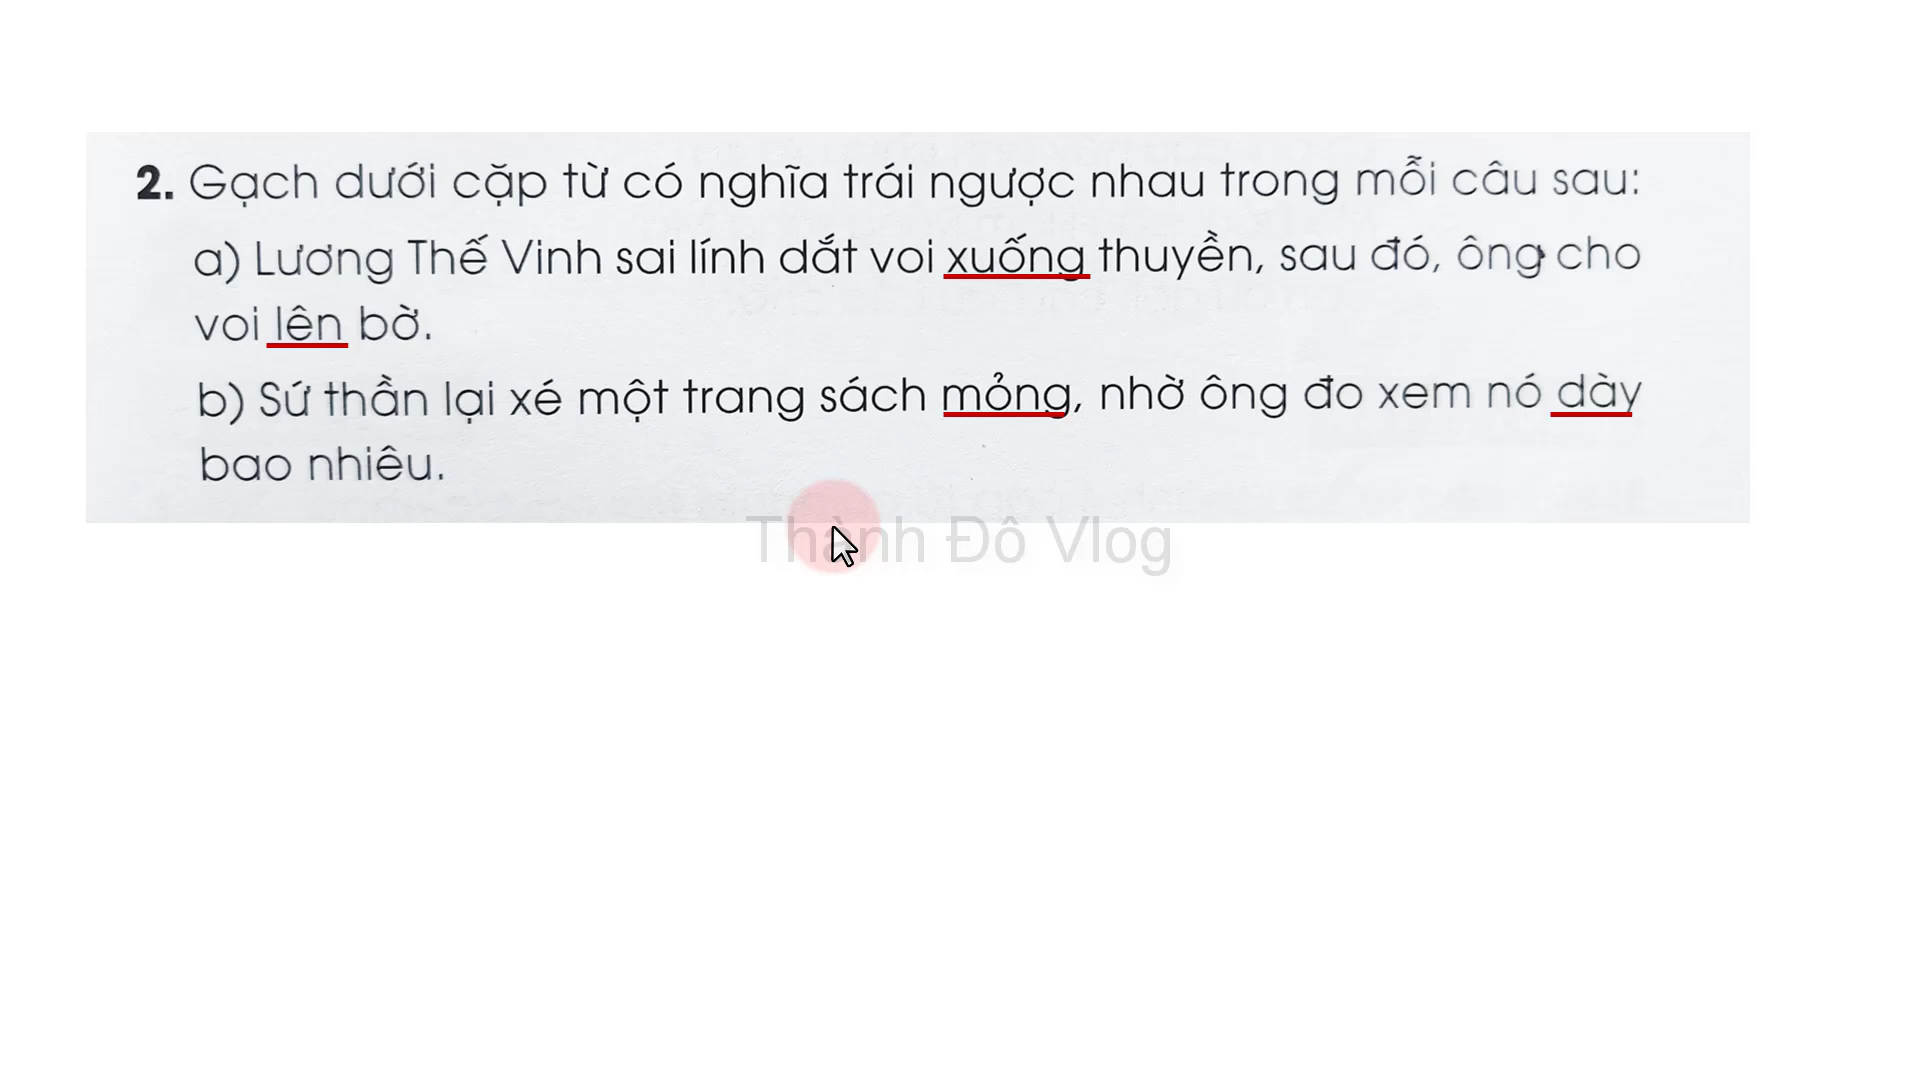 2. Gạch dưới cặp từ có nghĩa trái ngược nhau trong mỗi câu sau:
a) Lương Thế Vinh sai lính dắt voi xuống thuyền, sau đó, ông cho
voi lên bờ.
b) Sứ thần lại xé một trang sách mỏng, nhờ ông đo xem nó dày
bao nhiêu.
Thành Đô Vlog